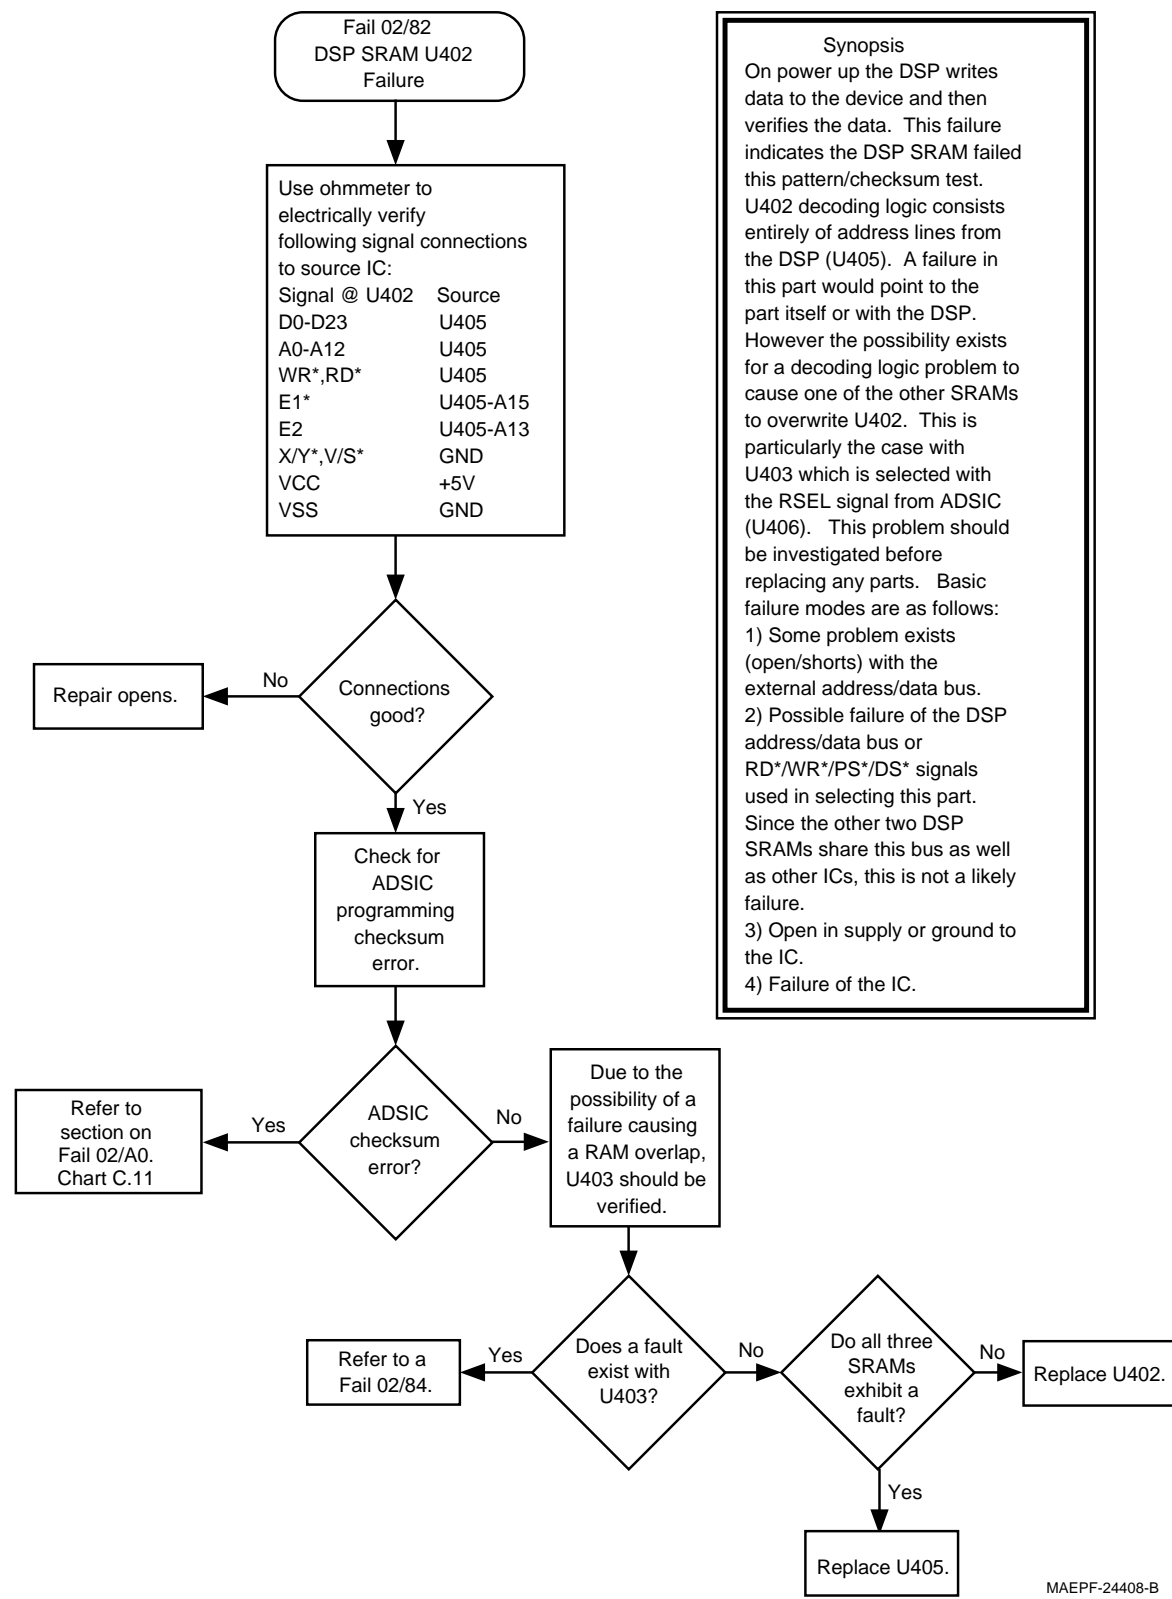 Fail 02/82
DSP SRAM U402
Failure
Use ohmmeter to
electrically verify
following signal connections
to source IC:
Signal @ U402 Source
D0-D23 U405
A0-A12 U405
WR*,RD* U405
E1* U405-A15
E2 U405-A13
X/Y*,V/S* GND
VCC +5V
VSS GND
Connections
good?
No
Repair opens.
Yes
Check for
ADSIC
programming
checksum
error.
ADSIC
checksum
error?
Yes
Refer to
section on
Fail 02/A0.
Chart C.11
No
Due to the
possibility of a
failure causing
a RAM overlap,
U403 should be
verified.
Does a fault
exist with
U403?
Yes
Refer to a
Fail 02/84.
No
Do all three
SRAMs
exhibit a
fault?
No
Replace U402.
Yes
Replace U405.
Synopsis
On power up the DSP writes
data to the device and then
verifies the data. This failure
indicates the DSP SRAM failed
this pattern/checksum test.
U402 decoding logic consists
entirely of address lines from
the DSP (U405). A failure in
this part would point to the
part itself or with the DSP.
However the possibility exists
for a decoding logic problem to
cause one of the other SRAMs
to overwrite U402. This is
particularly the case with
U403 which is selected with
the RSEL signal from ADSIC
(U406). This problem should
be investigated before
replacing any parts. Basic
failure modes are as follows:
1) Some problem exists
(open/shorts) with the
external address/data bus.
2) Possible failure of the DSP
address/data bus or
RD*/WR*/PS*/DS* signals
used in selecting this part.
Since the other two DSP
SRAMs share this bus as well
as other ICs, this is not a likely
failure.
3) Open in supply or ground to
the IC.
4) Failure of the IC.
MAEPF-24408-B